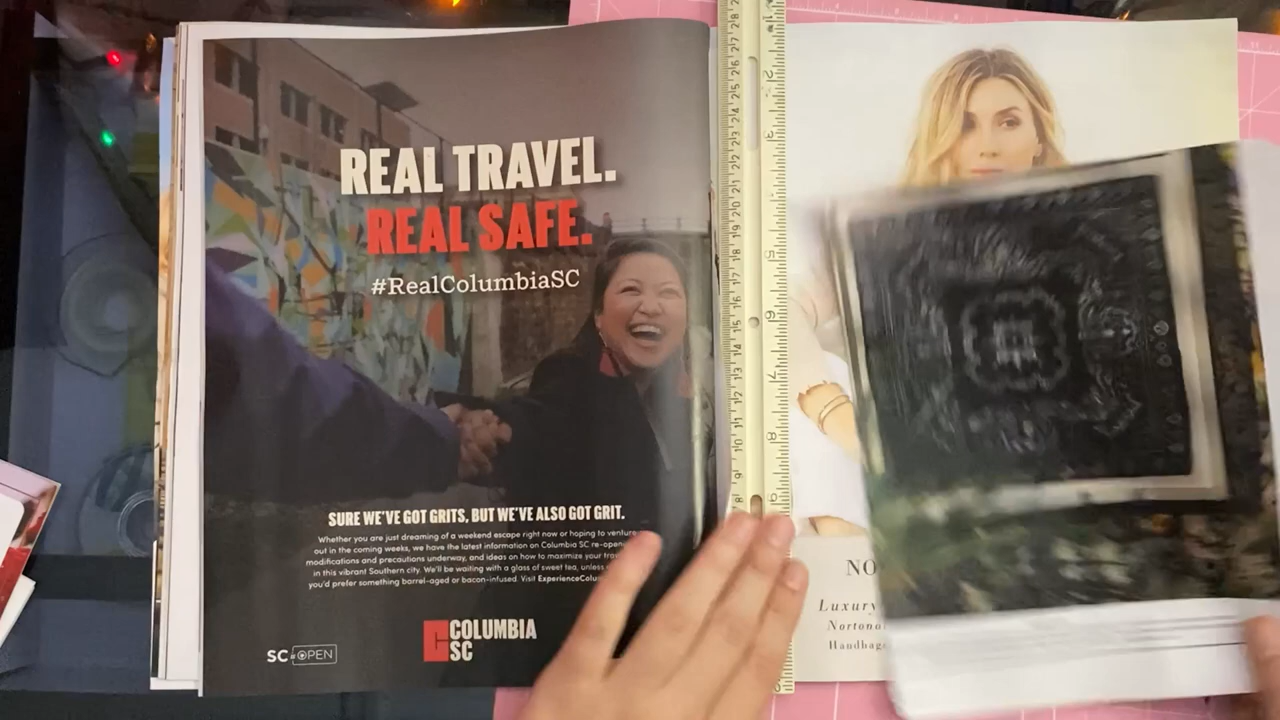 REAL TRAVEL.
REAL SAFE.
#RealColumbiaSC
SURE WE'VE GOT GRITS, BUT WE'VE ALSO GOT GRIT.
Whether you are just dreaming of a weekend escape right now or hoping to venture
out in the coming weeks, we have the latest information on Columbia SC re-open
modifications and precautions underway, and ideas on how to maximize your
in this vibrant Southern city. We'll be waiting with a glass of sweet tea, unless
you'd prefer something barrel-aged or bacon-infused. Visit
SC OPEN
COLUMBIA
SC
NO
Luxury
Handbag